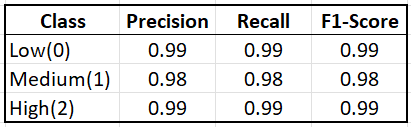 Class Precision Recall F1-Score
Low(0) 0.99 0.99 0.99
Medium(1) 0.98 0.98 0.98
High(2) 0.99 0.99 0.99